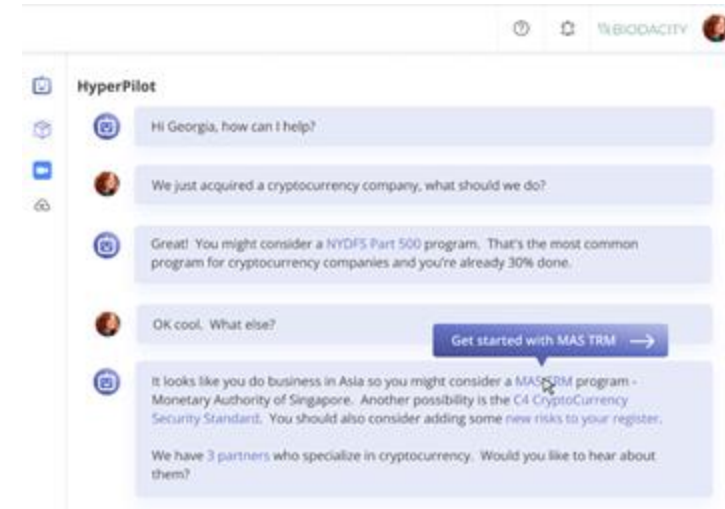 BIODACITY
HyperPilot
Hi Georgia, how can I help?
We just acquired a cryptocurrency company, what should we do?
Great! You might consider a NYDFS Part 500 program. That's the most common
program for cryptocurrency companies and you're already 30% done.
OK cool. What else?
Get started with MAS TRM
It looks like you do business in Asia so you might consider a MAS TRM program -
Monetary Authority of Singapore. Another possibility is the C4 CryptoCurrency
Security Standard. You should also consider adding some new risks to your register.
We have 3 partners who specialize in cryptocurrency. Would you like to hear about
them?